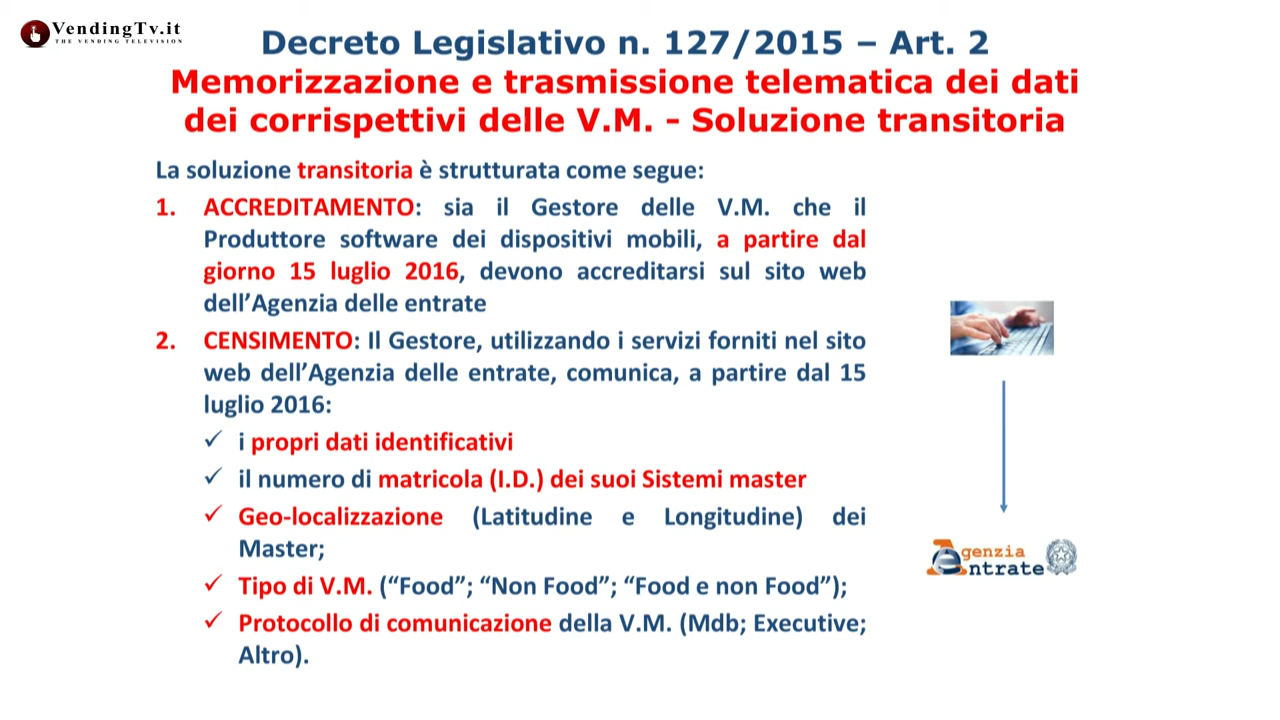 VendingTv.it
THE VENDING TELEVISION
Decreto Legislativo n. 127/2015 – Art. 2
Memorizzazione e trasmissione telematica dei dati
dei corrispettivi delle V.M. - Soluzione transitoria
La soluzione transitoria è strutturata come segue:
1. ACCREDITAMENTO: sia il Gestore delle V.M. che il
Produttore software dei dispositivi mobili, a partire dal
giorno 15 luglio 2016, devono accreditarsi sul sito web
dell’Agenzia delle entrate
2. CENSIMENTO: Il Gestore, utilizzando i servizi forniti nel sito
web dell’Agenzia delle entrate, comunica, a partire dal 15
luglio 2016:
✓ i propri dati identificativi
✓ il numero di matricola (I.D.) dei suoi Sistemi master
✓ Geo-localizzazione (Latitudine e Longitudine) dei
Master;
✓ Tipo di V.M. (“Food”; “Non Food”; “Food e non Food”);
✓ Protocollo di comunicazione della V.M. (Mdb; Executive;
Altro).
Agenzia
Entrate